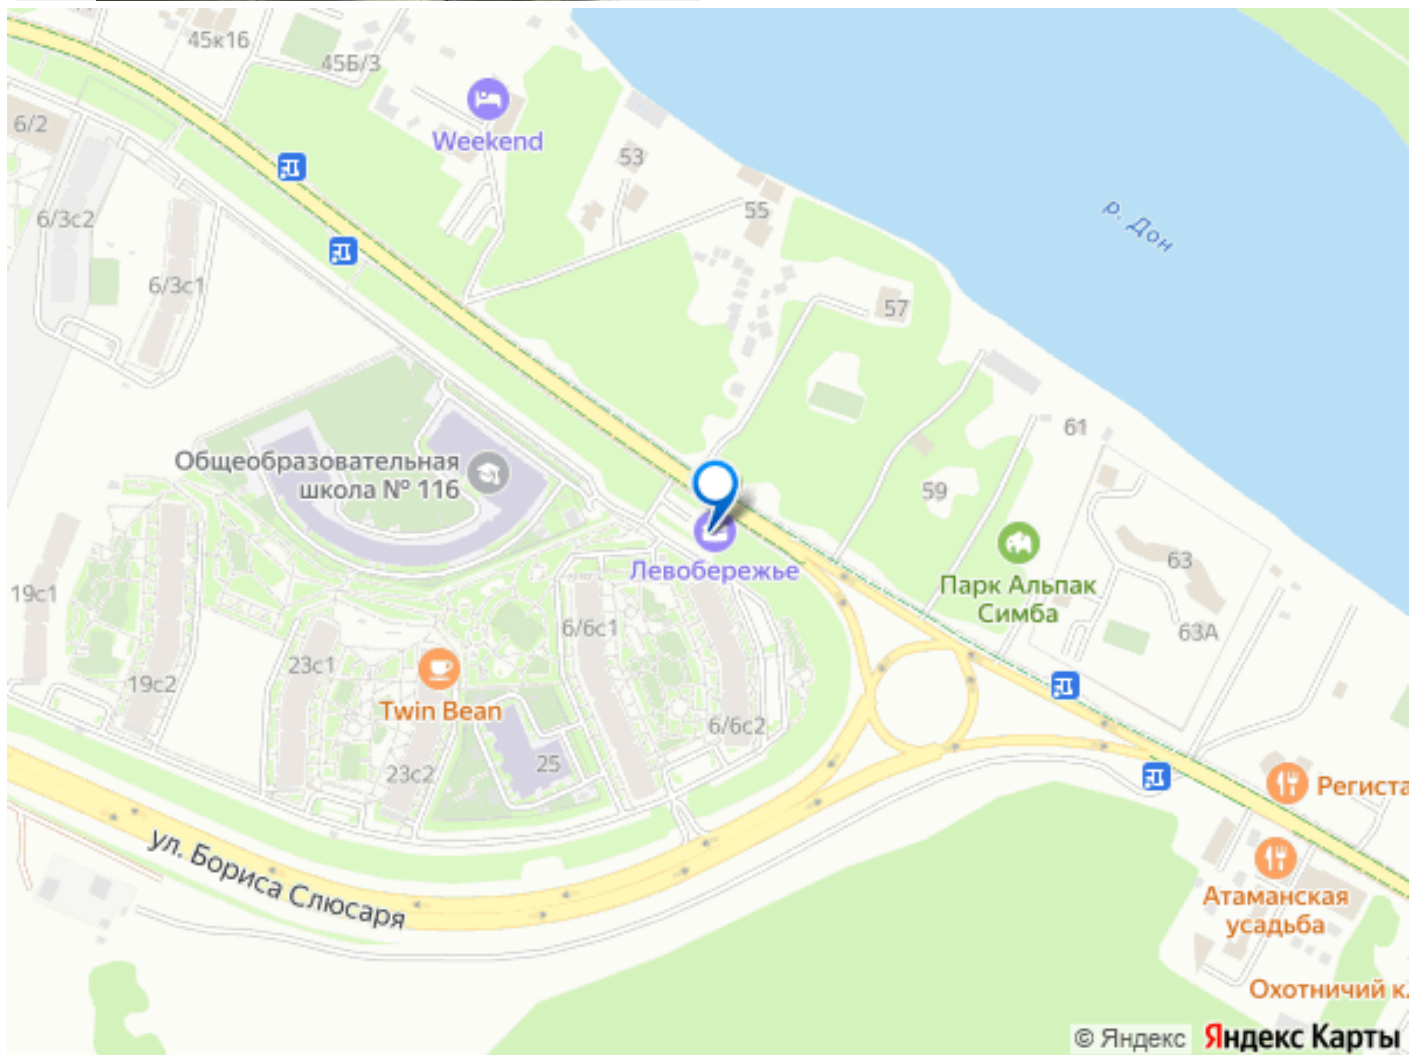 45к16
45Б/3
6/2
Weekend
53
55
р. Дон
6/3с2
6/3с1
57
61
Общеобразовательная
школа № 116
59
63
Левобережье
Парк Альпак
Симба
63А
19с1
6/6с1
23с1
19с2
Twin Bean
6/6с2
23с2
25
Региста
ул. Бориса Слюсаря
Атаманская
усадьба
Охотничий к.
© Яндекс Яндекс Карты